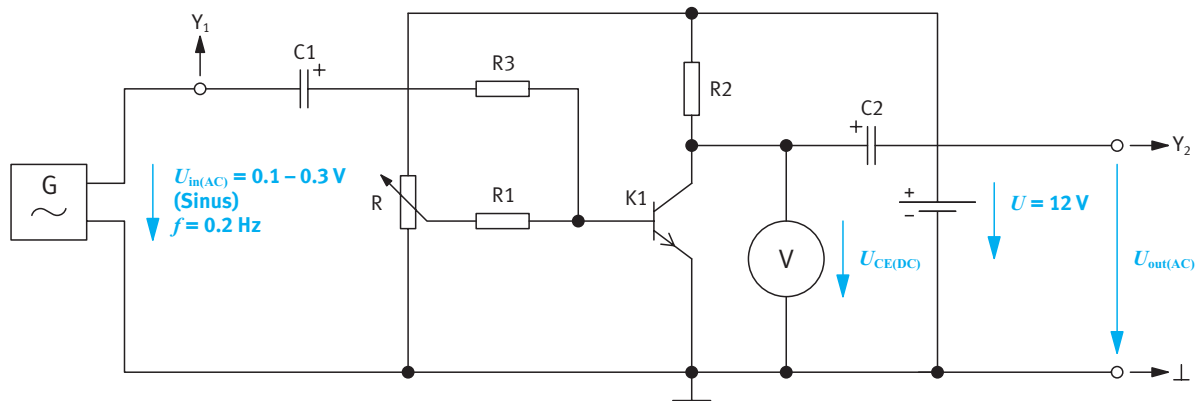 Y1
C1
+
R3
R2
C2
+
Y2
G
~
Uin(AC) = 0.1 – 0.3 V
(Sinus)
f = 0.2 Hz
R
R1
K1
V
UCE(DC)
+
–
U = 12 V
Uout(AC)
⊥